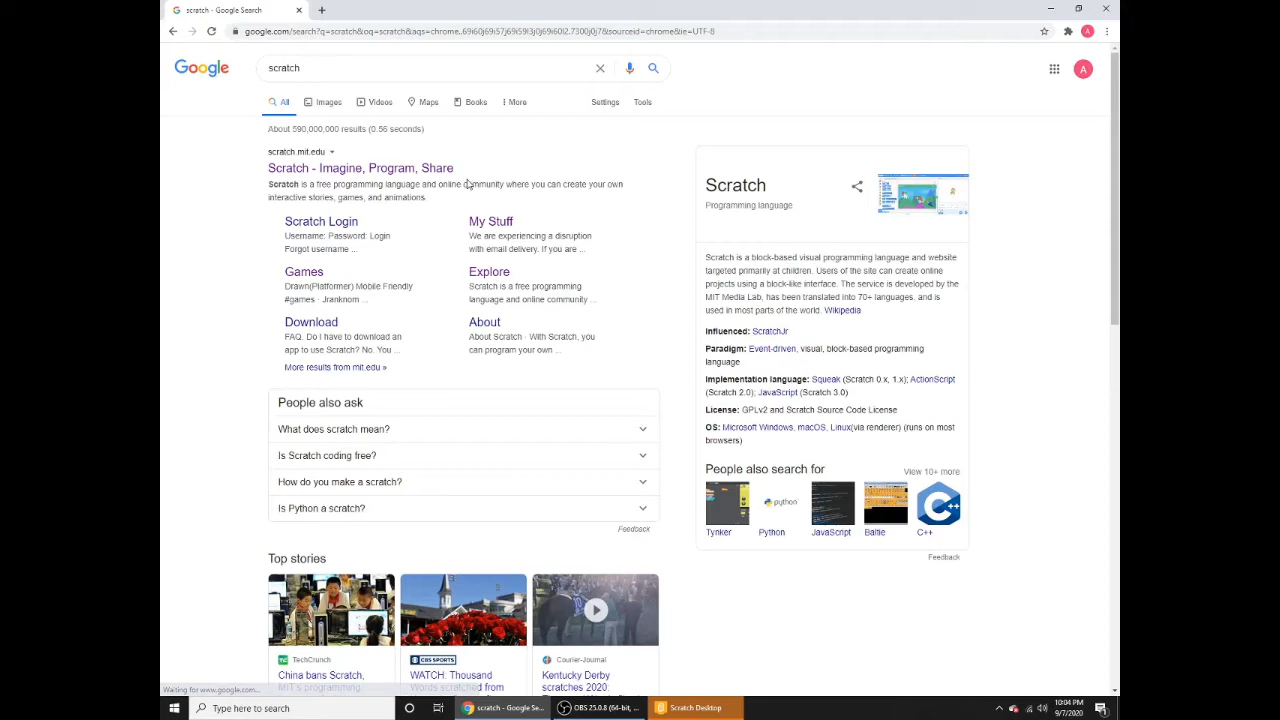 scratch - Google Search
google.com/search?q=scratch&oq=scratch&aqs=chrome..69i60j69i57j69i59l3j0j69i60l2.7300j0j7&sourceid=chrome&ie=UTF-8
A
Google
scratch
A
All Images Videos Maps Books More Settings Tools
About 590,000,000 results (0.56 seconds)
scratch.mit.edu
Scratch - Imagine, Program, Share
Scratch is a free programming language and online community where you can create your own
interactive stories, games, and animations.
Scratch Login
Username: Password: Login
Forgot username ...
My Stuff
We are experiencing a disruption
with email delivery. If you are ...
Games
Drawn(Platformer) Mobile Friendly
#games · Jranknom ...
Explore
Scratch is a free programming
language and online community ...
Download
FAQ. Do I have to download an
app to use Scratch? No. You ...
About
About Scratch · With Scratch, you
can program your own ...
More results from mit.edu »
People also ask
What does scratch mean?
Is Scratch coding free?
How do you make a scratch?
Is Python a scratch?
Feedback
Top stories
TechCrunch
China bans Scratch,
MIT's programming
CBS SPORTS
WATCH: Thousand
Words scratched from
Courier-Journal
Kentucky Derby
scratches 2020:
Scratch
Programming language
Scratch is a block-based visual programming language and website
targeted primarily at children. Users of the site can create online
projects using a block-like interface. The service is developed by the
MIT Media Lab, has been translated into 70+ languages, and is
used in most parts of the world. Wikipedia
Influenced: ScratchJr
Paradigm: Event-driven, visual, block-based programming
language
Implementation language: Squeak (Scratch 0.x, 1.x); ActionScript
(Scratch 2.0); JavaScript (Scratch 3.0)
License: GPLv2 and Scratch Source Code License
OS: Microsoft Windows, macOS, Linux(via renderer) (runs on most
browsers)
People also search for
View 10+ more
python
C++
Tynker Python JavaScript Baltie C++
Feedback
Waiting for www.google.com...
Type here to search
scratch - Google Se...
OBS 25.0.8 (64-bit, ...
Scratch Desktop
10:04 PM
9/7/2020